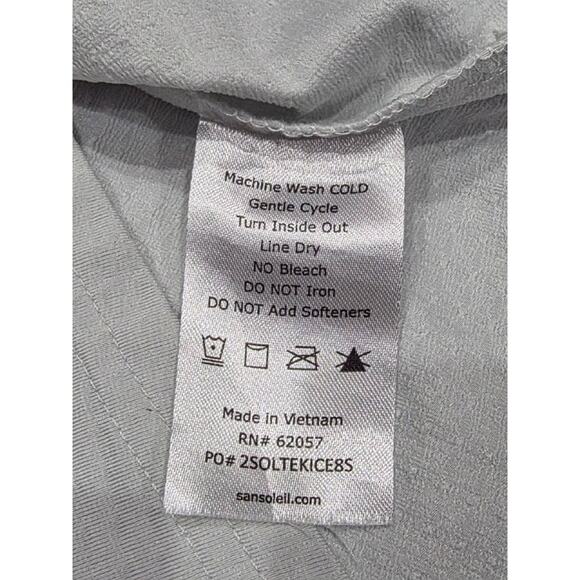 Machine Wash COLD
Gentle Cycle
Turn Inside Out
Line Dry
NO Bleach
DO NOT Iron
DO NOT Add Softeners
Made in Vietnam
RN# 62057
PO# 2SOLTEKICE8S
sansoleil.com